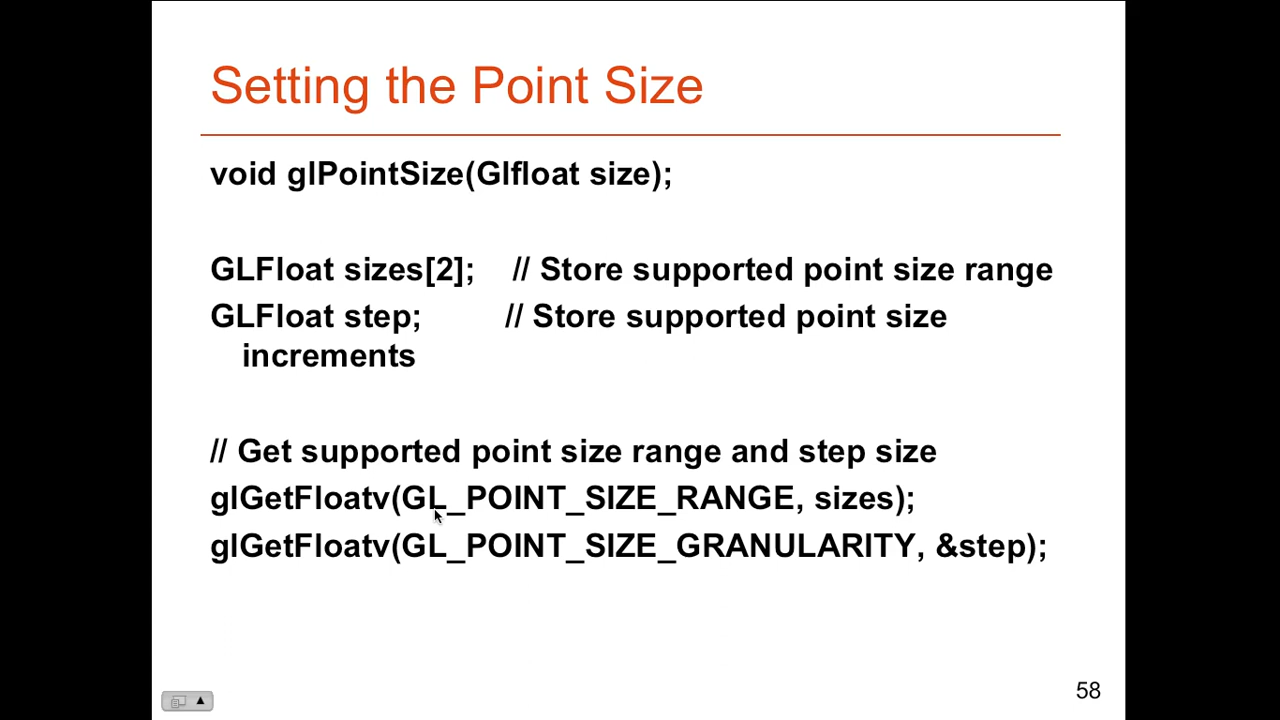 Setting the Point Size
void glPointSize(Glfloat size);
GLFloat sizes[2]; // Store supported point size range
GLFloat step; // Store supported point size
increments
// Get supported point size range and step size
glGetFloatv(GL_POINT_SIZE_RANGE, sizes);
glGetFloatv(GL_POINT_SIZE_GRANULARITY, &step);
58